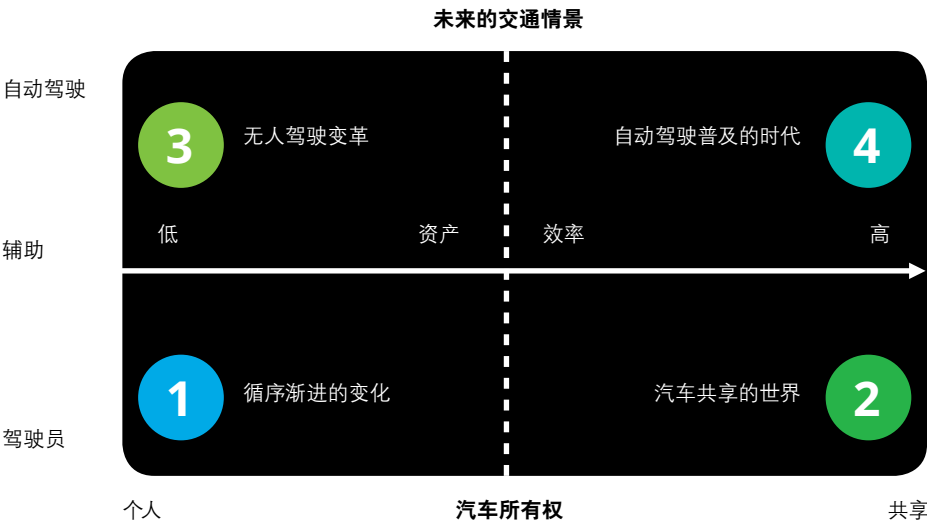 未来的交通情景
自动驾驶
3 无人驾驶变革
自动驾驶普及的时代 4
低 资产 效率 高
辅助
1 循序渐进的变化
汽车共享的世界 2
驾驶员
个人 汽车所有权 共享